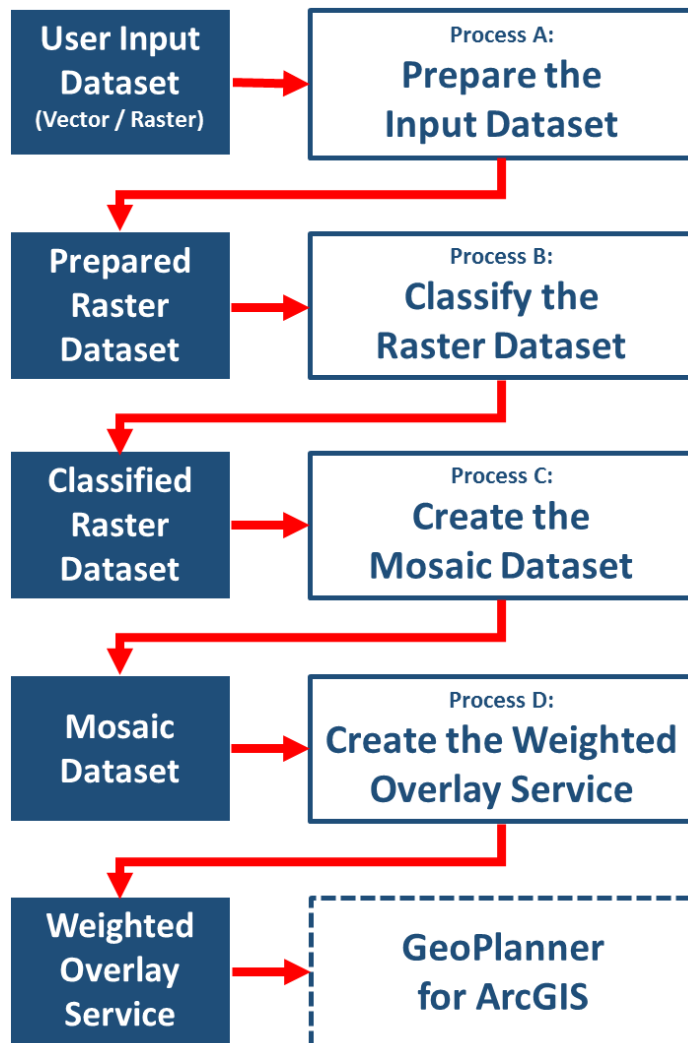 User Input
Dataset
(Vector / Raster)
Process A:
Prepare the
Input Dataset
Prepared
Raster
Dataset
Process B:
Classify the
Raster Dataset
Classified
Raster
Dataset
Process C:
Create the
Mosaic Dataset
Mosaic
Dataset
Process D:
Create the Weighted
Overlay Service
Weighted
Overlay
Service
GeoPlanner
for ArcGIS